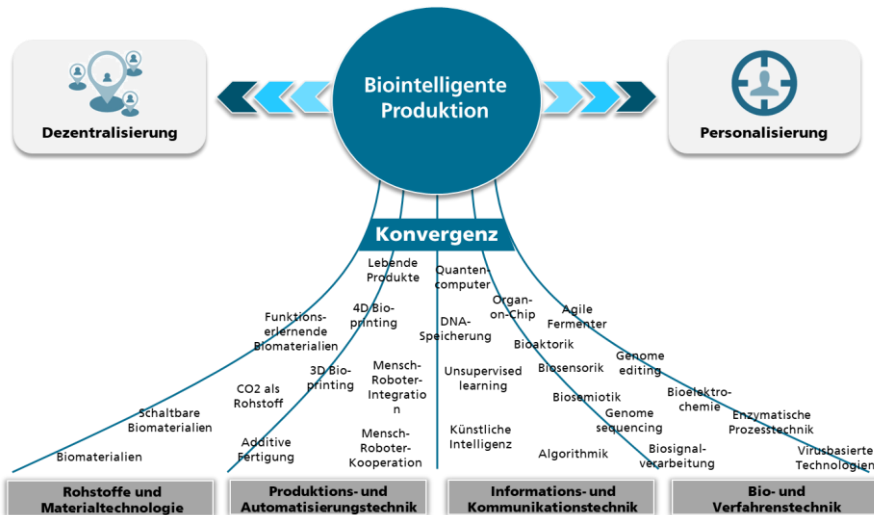 Biointelligente
Produktion
Dezentralisierung
Personalisierung
Konvergenz
Lebende
Produkte
Quanten-
computer
Organ-
on-Chip
Agile
Fermenter
4D Bio-
printing
Funktions-
erlernende
Biomaterialien
DNA-
Speicherung
Bioaktorik
Genome
editing
3D Bio-
printing
Mensch-
Roboter-
Integratio
n
Unsupervised
learning
Biosensorik
CO2 als
Rohstoff
Biosemiotik
Bioelektro-
chemie
Schaltbare
Biomaterialien
Genome
sequencing
Enzymatische
Prozesstechnik
Biomaterialien
Additive
Fertigung
Mensch-
Roboter-
Kooperation
Künstliche
Intelligenz
Algorithmik
Biosignal-
verarbeitung
Virusbasierte
Technologien
Rohstoffe und
Materialtechnologie
Produktions- und
Automatisierungstechnik
Informations- und
Kommunikationstechnik
Bio- und
Verfahrenstechnik